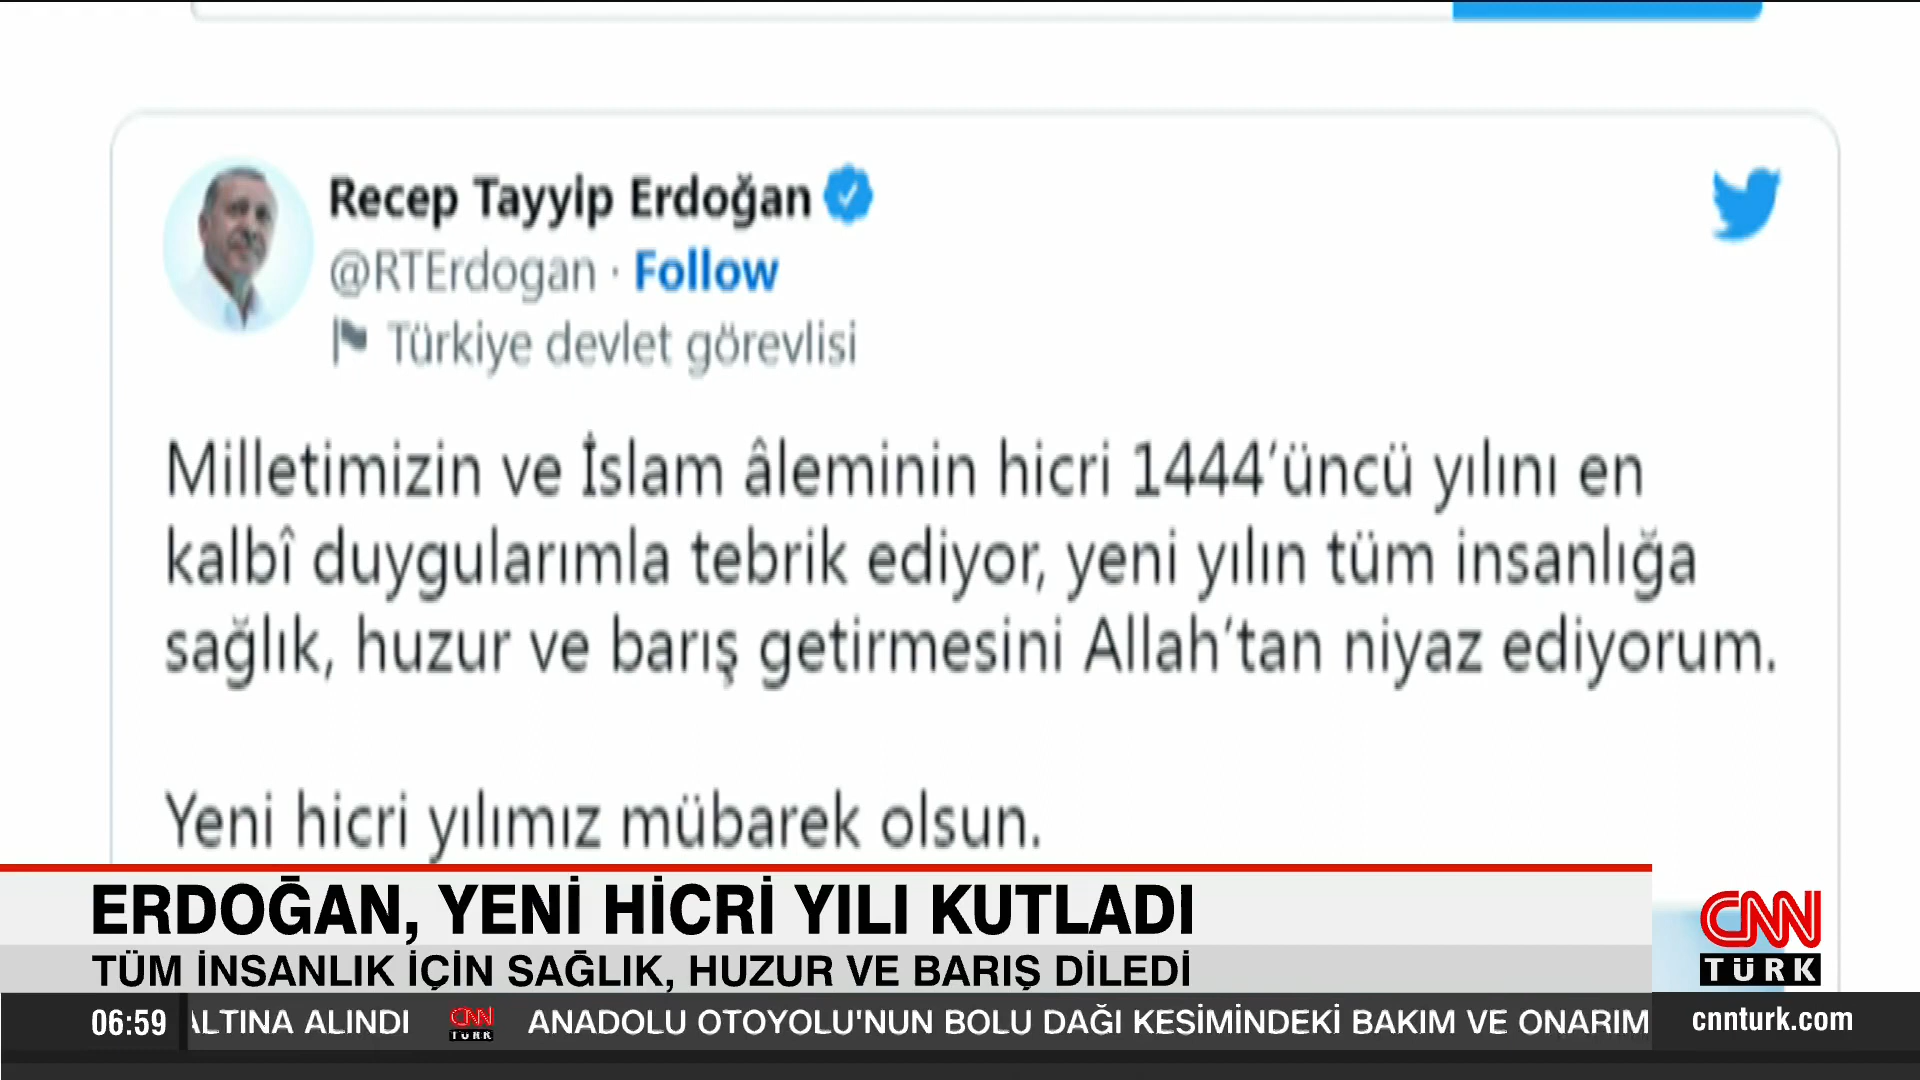 Recep Tayyip Erdoğan
@RTErdogan · Follow
Türkiye devlet görevlisi
Milletimizin ve İslam âleminin hicri 1444’üncü yılını en
kalbî duygularımla tebrik ediyor, yeni yılın tüm insanlığa
sağlık, huzur ve barış getirmesini Allah’tan niyaz ediyorum.
Yeni hicri yılımız mübarek olsun.
ERDOĞAN, YENİ HİCRİ YILI KUTLADI
TÜM İNSANLIK İÇİN SAĞLIK, HUZUR VE BARIŞ DİLEDİ
CNN
TÜRK
06:59 ALTINA ALINDI CNN TÜRK ANADOLU OTOYOLU'NUN BOLU DAĞI KESİMİNDEKİ BAKIM VE ONARIM cnnturk.com